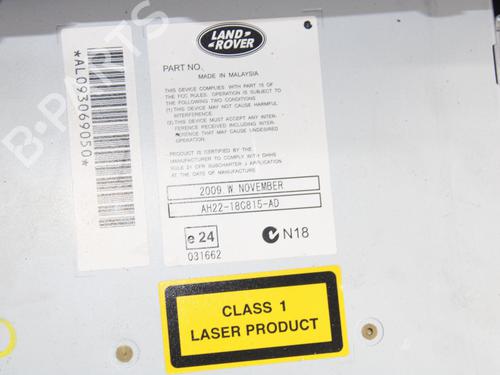 LAND
ROVER
PART NO.
MADE IN MALAYSIA
THIS DEVICE COMPLIES WITH PART 15 OF
THE FCC RULES. OPERATION IS SUBJECT TO
THE FOLLOWING TWO CONDITIONS
(1) THIS DEVICE MAY NOT CAUSE HARMFUL
INTERFERENCE
(2) THIS DEVICE MUST ACCEPT ANY INTER-
FERENCE RECEIVED INCLUDING INTER-
FERENCE THAT MAY CAUSE UNDESIRED
OPERATION
PRODUCT IS CERTIFIED BY THE
MANUFACTURER TO COMPLY WITH DHHS
RULE 21 CFR SUBCHAPTER J APPLICATION
AT THE DATE OF MANUFACTURE
2009 W NOVEMBER
AH22-18C815-AD
e 24
031662
N18
*AL093069050*
CLASS 1
LASER PRODUCT
B-PARTS